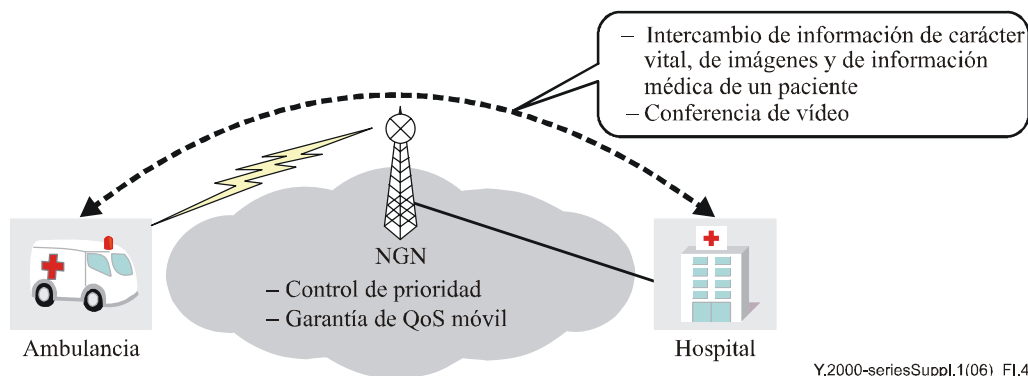 – Intercambio de información de carácter
vital, de imágenes y de información
médica de un paciente
– Conferencia de vídeo
NGN
– Control de prioridad
– Garantía de QoS móvil
Ambulancia
Hospital
Y.2000-seriesSuppl.1(06)_FI.4